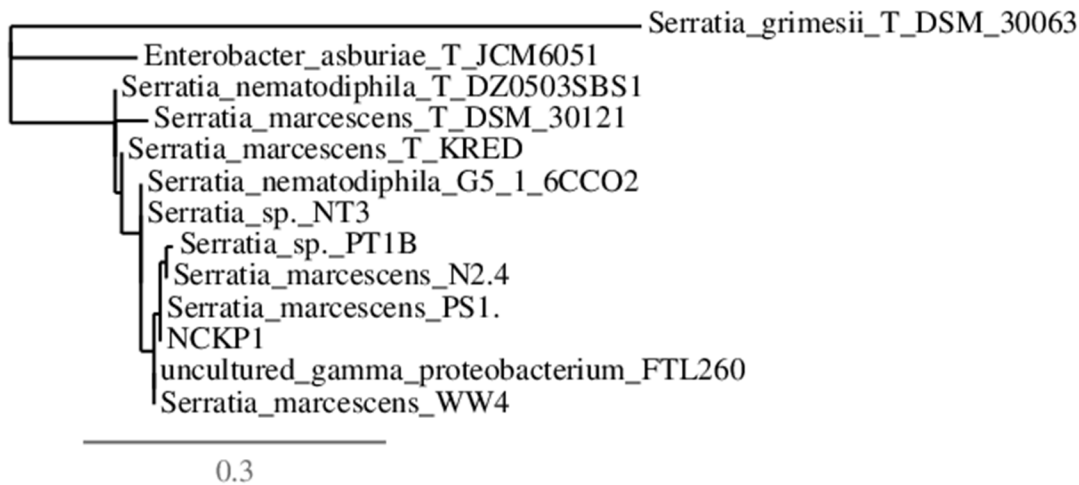 Serratia_grimesii_T_DSM_30063
Enterobacter_asburiae_T_JCM6051
Serratia_nematodiphila_T_DZ0503SBS1
Serratia_marcescens_T_DSM_30121
Serratia_marcescens_T_KRED
Serratia_nematodiphila_G5_1_6CCO2
Serratia_sp._NT3
Serratia_sp._PT1B
Serratia_marcescens_N2.4
Serratia_marcescens_PS1.
NCKP1
uncultured_gamma_proteobacterium_FTL260
Serratia_marcescens_WW4
0.3